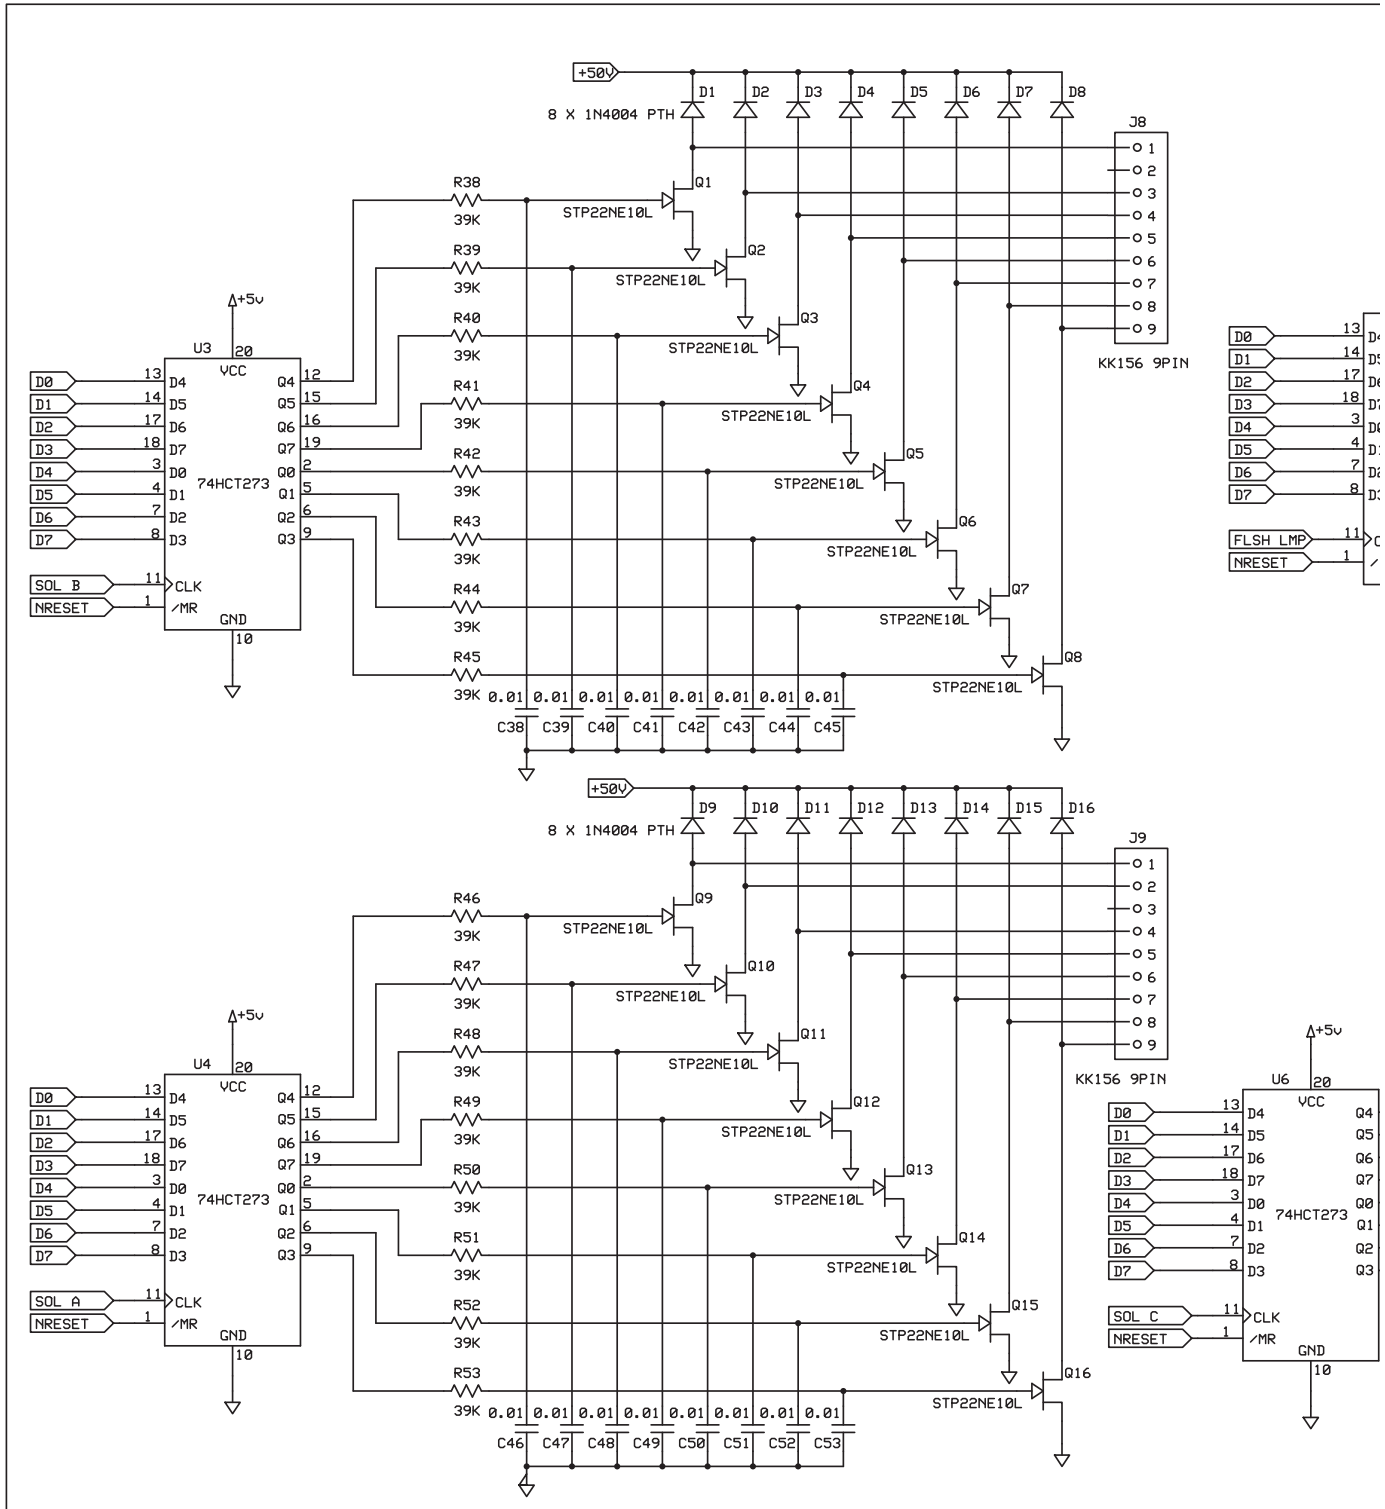 +50V
D1 D2 D3 D4 D5 D6 D7 D8
8 X 1N4004 PTH
J8
1
2
3
4
5
6
7
8
9
KK156 9PIN
R38
39K
STP22NE10L
Q1
R39
39K
STP22NE10L
Q2
R40
39K
STP22NE10L
Q3
R41
39K
STP22NE10L
Q4
R42
39K
STP22NE10L
Q5
R43
39K
STP22NE10L
Q6
R44
39K
STP22NE10L
Q7
R45
39K
STP22NE10L
Q8
0.01 0.01 0.01 0.01 0.01 0.01 0.01 0.01
C38 C39 C40 C41 C42 C43 C44 C45
+5v
U3
20
VCC
D0 13 D4 Q4 12
D1 14 D5 Q5 15
D2 17 D6 Q6 16
D3 18 D7 Q7 19
D4 3 D0 Q0 2
74HCT273
D5 4 D1 Q1 5
D6 7 D2 Q2 6
D7 8 D3 Q3 9
SOL B 11 CLK
NRESET 1 /MR
GND
10
D0 13 D4
D1 14 D5
D2 17 D6
D3 18 D7
D4 3 D0
D5 4 D1
D6 7 D2
D7 8 D3
FLSH LMP 11
NRESET 1 /
+50V
D9 D10 D11 D12 D13 D14 D15 D16
8 X 1N4004 PTH
J9
1
2
3
4
5
6
7
8
9
KK156 9PIN
R46
39K
STP22NE10L
Q9
R47
39K
STP22NE10L
Q10
R48
39K
STP22NE10L
Q11
R49
39K
STP22NE10L
Q12
R50
39K
STP22NE10L
Q13
R51
39K
STP22NE10L
Q14
R52
39K
STP22NE10L
Q15
R53
39K
STP22NE10L
Q16
0.01 0.01 0.01 0.01 0.01 0.01 0.01 0.01
C46 C47 C48 C49 C50 C51 C52 C53
+5v
U4
20
VCC
D0 13 D4 Q4 12
D1 14 D5 Q5 15
D2 17 D6 Q6 16
D3 18 D7 Q7 19
D4 3 D0 Q0 2
74HCT273
D5 4 D1 Q1 5
D6 7 D2 Q2 6
D7 8 D3 Q3 9
SOL A 11 CLK
NRESET 1 /MR
GND
10
+5v
U6
20
VCC
D0 13 D4 Q4
D1 14 D5 Q5
D2 17 D6 Q6
D3 18 D7 Q7
D4 3 D0 Q0
74HCT273
D5 4 D1 Q1
D6 7 D2 Q2
D7 8 D3 Q3
SOL C 11 CLK
NRESET 1 /MR
GND
10